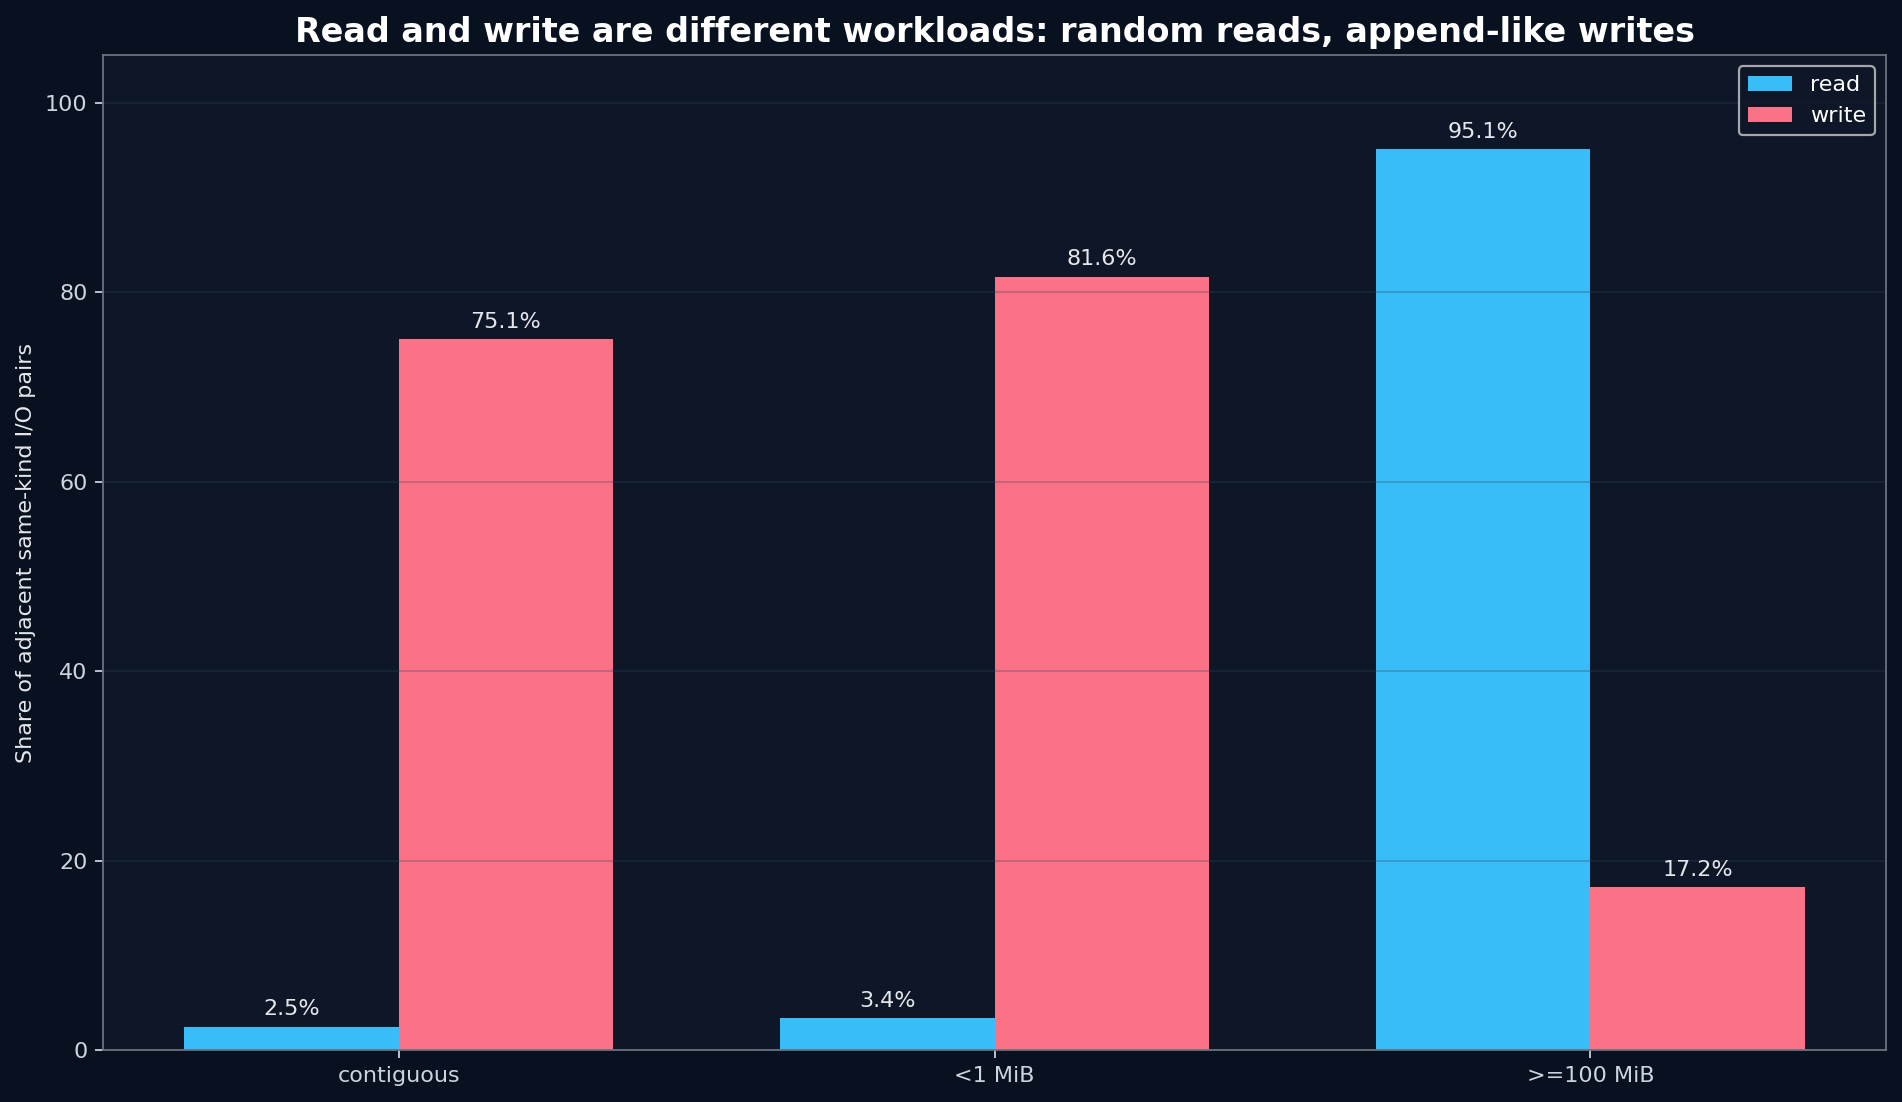 Read and write are different workloads: random reads, append-like writes
read
write
Share of adjacent same-kind I/O pairs
100
80
60
40
20
0
2.5%
75.1%
3.4%
81.6%
95.1%
17.2%
contiguous
<1 MiB
>=100 MiB